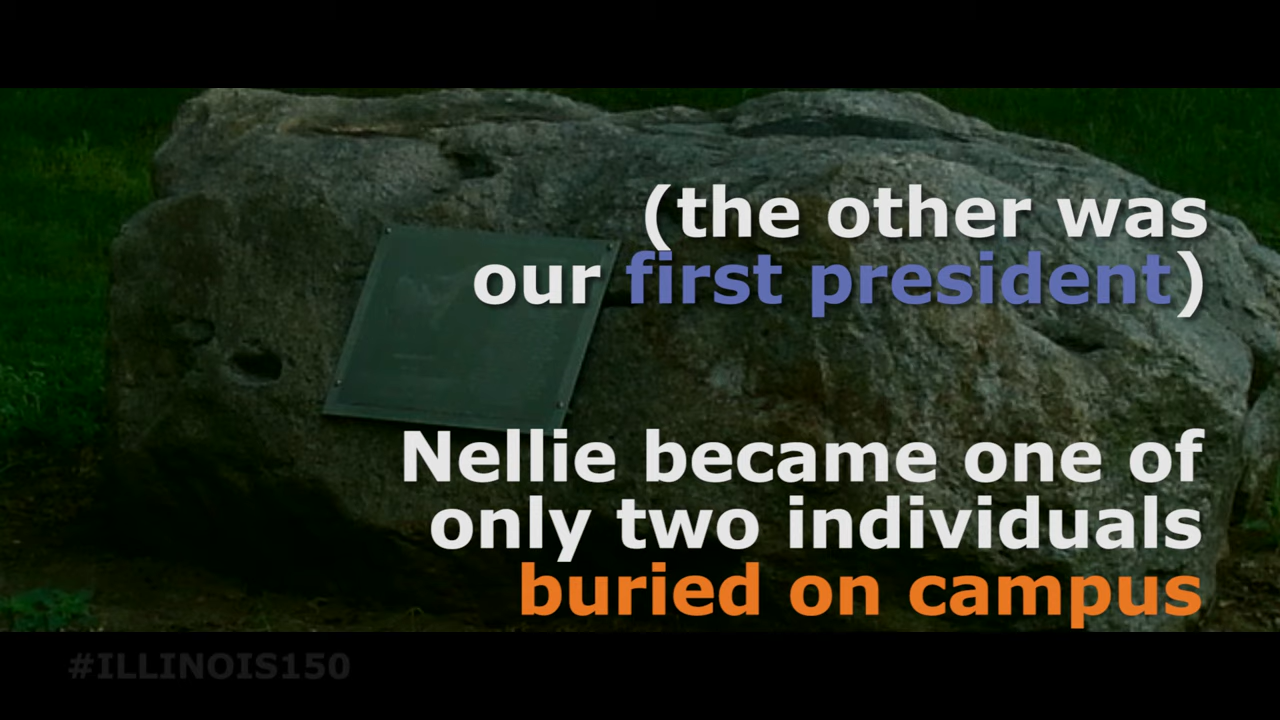 (the other was
our first president)
Nellie became one of
only two individuals
buried on campus
#ILLINOIS150